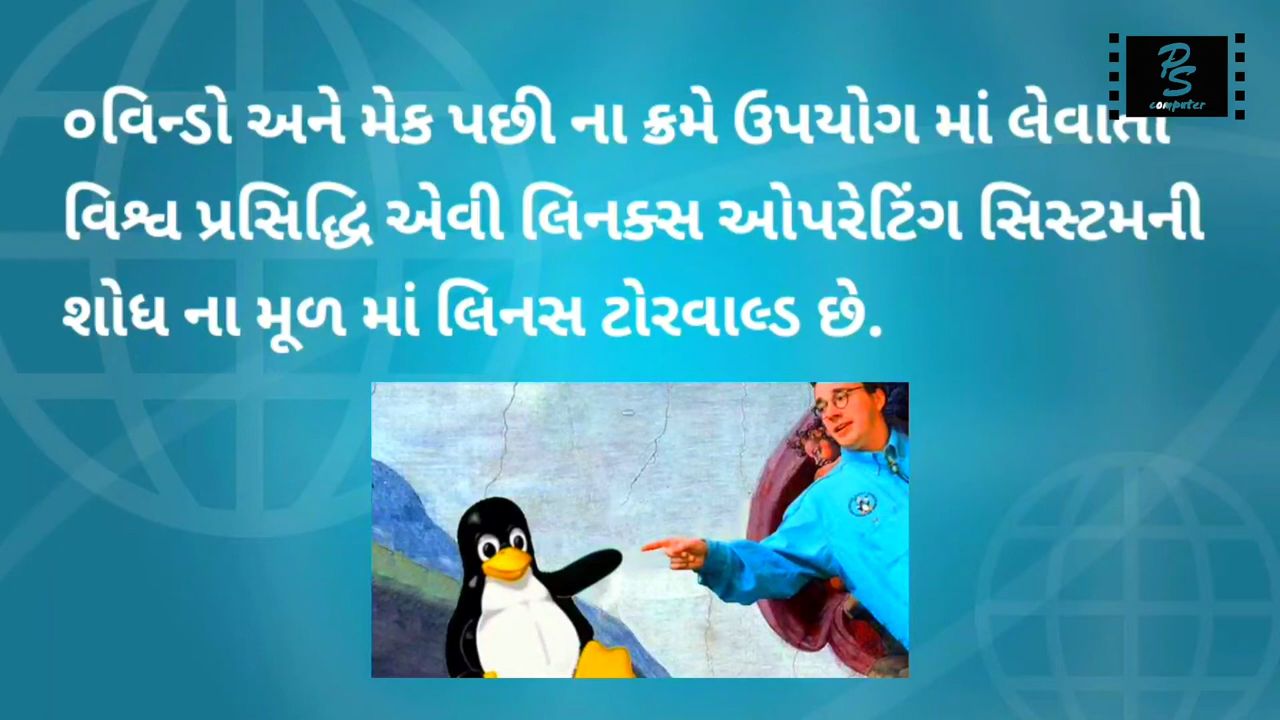 ૦વિન્ડો અને મેક પછી ના ક્રમે ઉપયોગ માં
વિશ્વ પ્રસિદ્ધિ એવી લિનક્સ ઓપરેટિંગ સિસ્ટમની
શોધ ના મૂળ માં લિનસ ટોરવાલ્ડ છે.
PS
computer